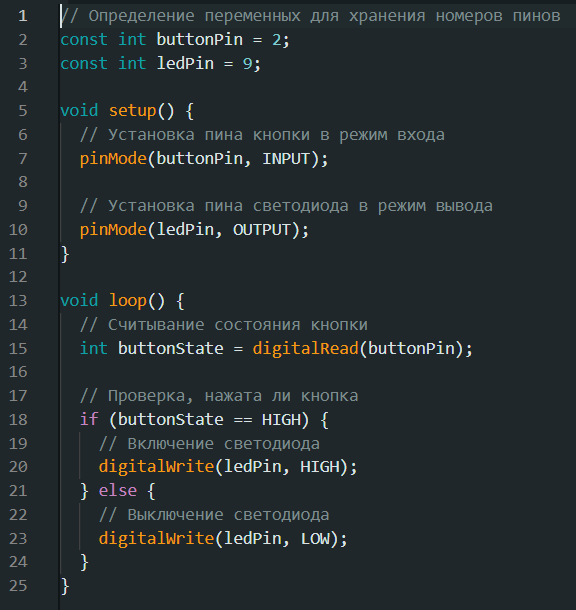 1 // Определение переменных для хранения номеров пинов
2 const int buttonPin = 2;
3 const int ledPin = 9;
4
5 void setup() {
6   // Установка пина кнопки в режим входа
7   pinMode(buttonPin, INPUT);
8
9   // Установка пина светодиода в режим вывода
10   pinMode(ledPin, OUTPUT);
11 }
12
13 void loop() {
14   // Считывание состояния кнопки
15   int buttonState = digitalRead(buttonPin);
16
17   // Проверка, нажата ли кнопка
18   if (buttonState == HIGH) {
19     // Включение светодиода
20     digitalWrite(ledPin, HIGH);
21   } else {
22     // Выключение светодиода
23     digitalWrite(ledPin, LOW);
24   }
25 }